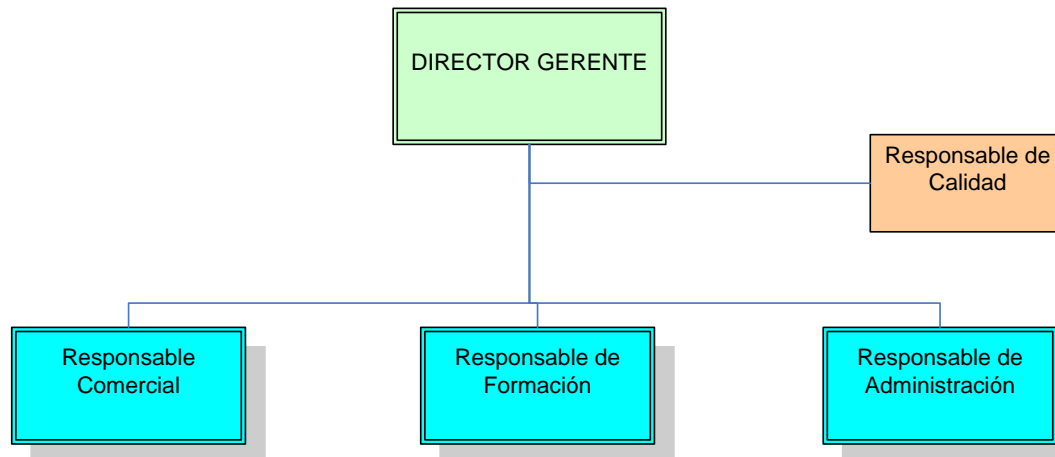 DIRECTOR GERENTE
Responsable de
Calidad
Responsable
Comercial
Responsable de
Formación
Responsable de
Administración